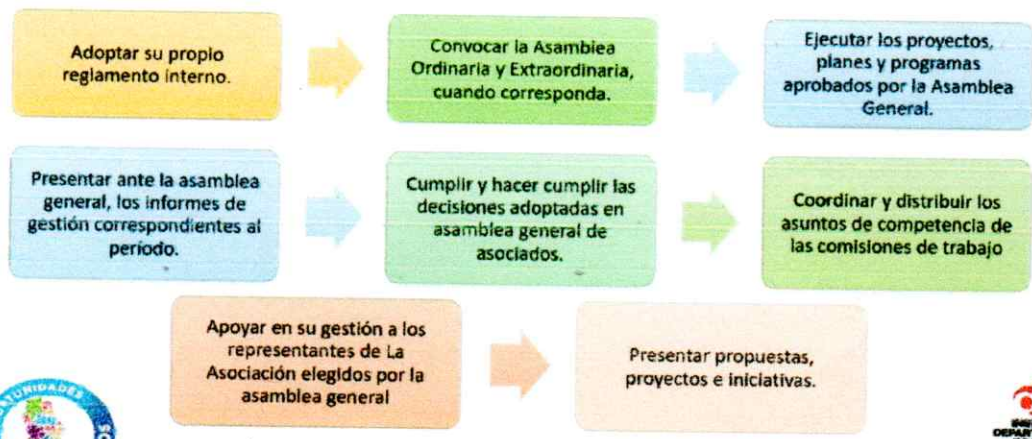 Adoptar su propio
reglamento interno.
Convocar la Asamblea
Ordinaria y Extraordinaria,
cuando corresponda.
Ejecutar los proyectos,
planes y programas
aprobados por la Asamblea
General.
Presentar ante la asamblea
general, los informes de
gestión correspondientes al
período.
Cumplir y hacer cumplir las
decisiones adoptadas en
asamblea general de
asociados.
Coordinar y distribuir los
asuntos de competencia de
las comisiones de trabajo
Apoyar en su gestión a los
representantes de La
Asociación elegidos por la
asamblea general
Presentar propuestas,
proyectos e iniciativas.